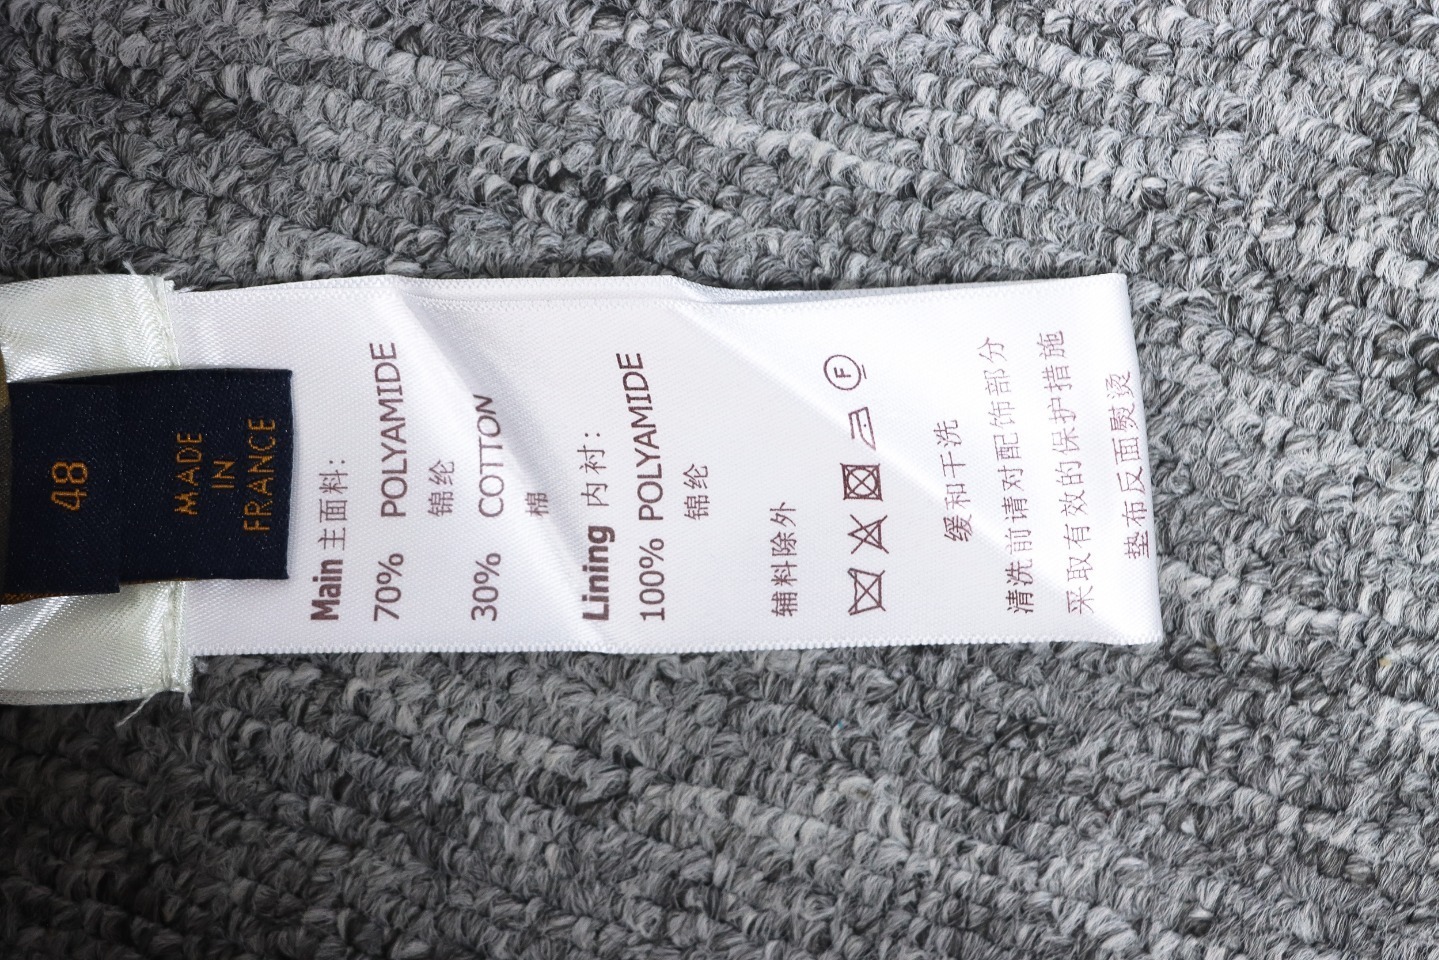 48
MADE
IN
FRANCE
Main 主面料：
70% POLYAMIDE
锦纶
30% COTTON
棉
Lining 内衬：
100% POLYAMIDE
锦纶
辅料除外
F
缓和干洗
清洗前请对配饰部分
采取有效的保护措施
垫布反面熨烫